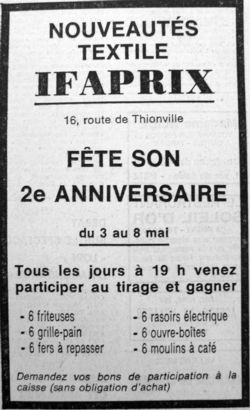 NOUVEAUTÉS
TEXTILE
IFAPRIX
16, route de Thionville
FÊTE SON
2e ANNIVERSAIRE
du 3 au 8 mai
Tous les jours à 19 h venez
participer au tirage et gagner
- 6 friteuses
- 6 grille-pain
- 6 fers à repasser
- 6 rasoirs électrique
- 6 ouvre-boîtes
- 6 moulins à café
Demandez vos bons de participation à la
caisse (sans obligation d'achat)